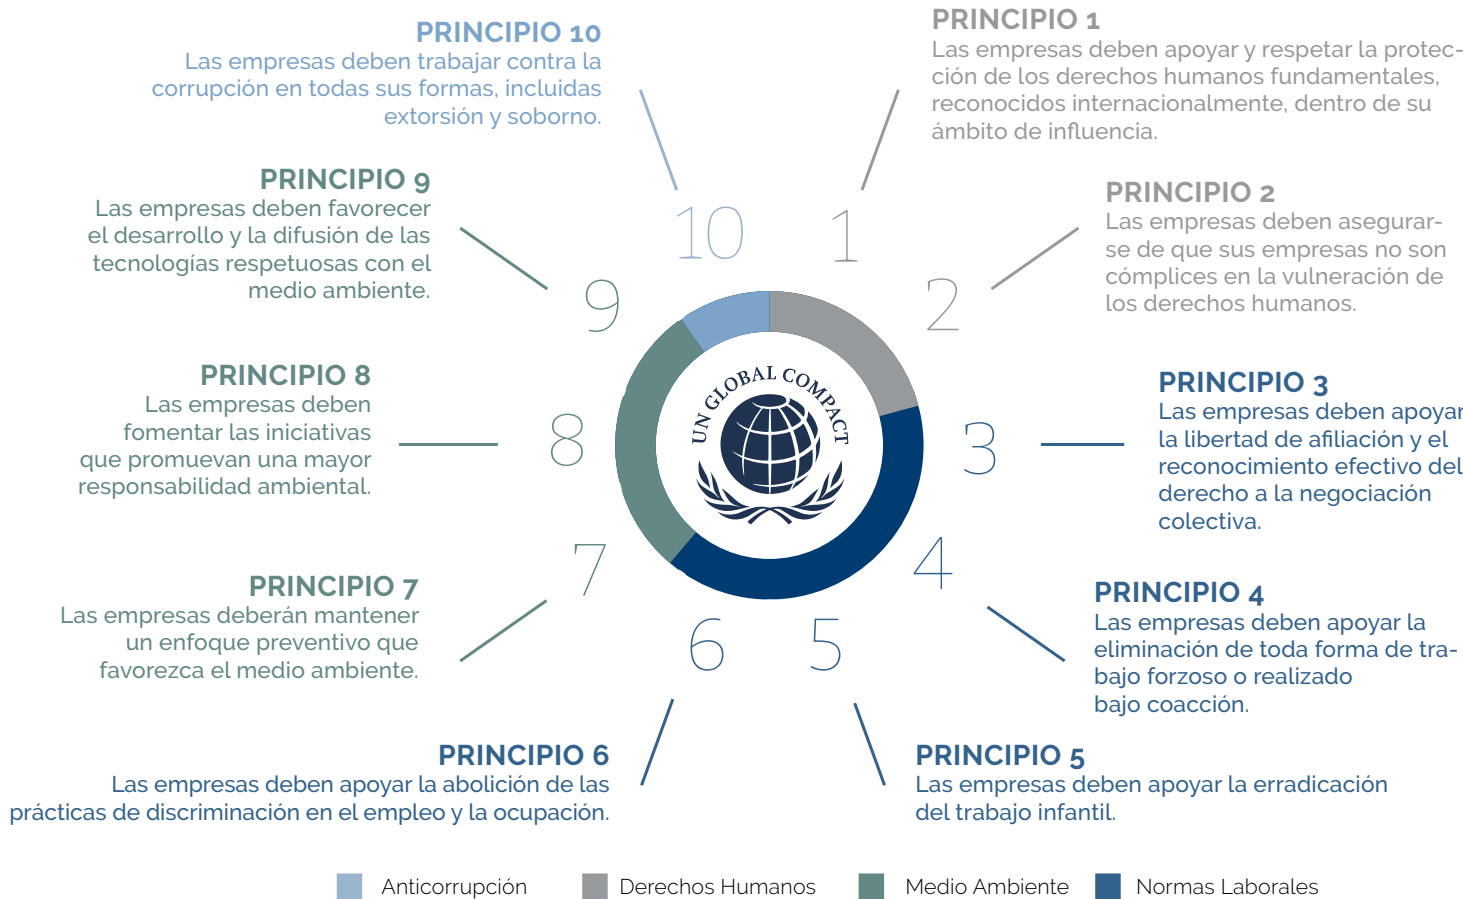 PRINCIPIO 1
Las empresas deben apoyar y respetar la protec-
ción de los derechos humanos fundamentales,
reconocidos internacionalmente, dentro de su
ámbito de influencia.
PRINCIPIO 2
Las empresas deben asegurar-
se de que sus empresas no son
cómplices en la vulneración de
los derechos humanos.
PRINCIPIO 3
Las empresas deben apoyar
la libertad de afiliación y el
reconocimiento efectivo del
derecho a la negociación
colectiva.
PRINCIPIO 4
Las empresas deben apoyar la
eliminación de toda forma de tra-
bajo forzoso o realizado
bajo coacción.
PRINCIPIO 5
Las empresas deben apoyar la erradicación
del trabajo infantil.
PRINCIPIO 6
Las empresas deben apoyar la abolición de las
prácticas de discriminación en el empleo y la ocupación.
PRINCIPIO 7
Las empresas deberán mantener
un enfoque preventivo que
favorezca el medio ambiente.
PRINCIPIO 8
Las empresas deben
fomentar las iniciativas
que promuevan una mayor
responsabilidad ambiental.
PRINCIPIO 9
Las empresas deben favorecer
el desarrollo y la difusión de las
tecnologías respetuosas con el
medio ambiente.
PRINCIPIO 10
Las empresas deben trabajar contra la
corrupción en todas sus formas, incluidas
extorsión y soborno.
1
2
3
4
5
6
7
8
9
10
UN GLOBAL COMPACT
Anticorrupción
Derechos Humanos
Medio Ambiente
Normas Laborales